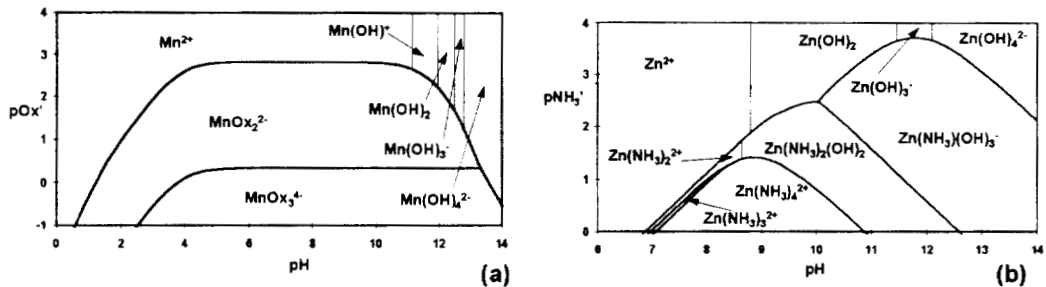 4
3
2
1
0
-1
pOx'
0
2
4
6
8
10
12
14
pH
(a)
Mn²⁺
Mn(OH)⁺
MnOx₂²⁻
Mn(OH)₂
Mn(OH)₃⁻
MnOx₃⁴⁻
Mn(OH)₄²⁻
4
3
2
1
0
pNH₃'
6
7
8
9
10
11
12
13
14
pH
(b)
Zn²⁺
Zn(OH)₂
Zn(OH)₄²⁻
Zn(OH)₃⁻
Zn(NH₃)₂²⁺
Zn(NH₃)₂(OH)₂
Zn(NH₃)(OH)₃⁻
Zn(NH₃)₄²⁺
Zn(NH₃)₃²⁺